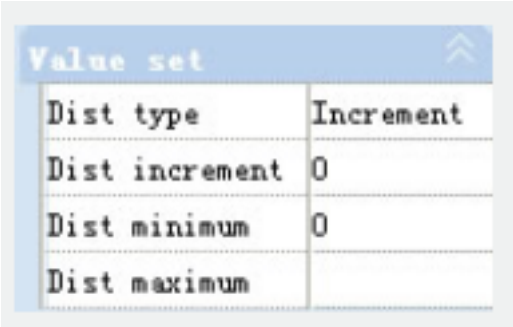 Value set
Dist type Increment
Dist increment 0
Dist minimum 0
Dist maximum